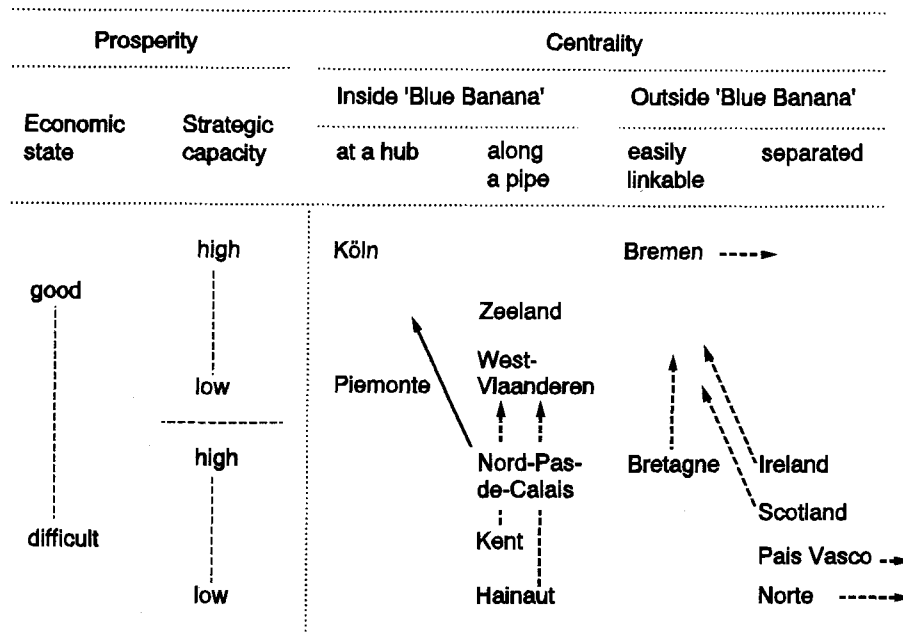 Prosperity Centrality
Inside 'Blue Banana' Outside 'Blue Banana'
Economic state Strategic capacity at a hub along a pipe easily linkable separated
high Köln Bremen
good
Zeeland
low Piemonte West-
Vlaanderen
high Nord-Pas-
de-Calais Bretagne Ireland
Scotland
difficult Kent
Pais Vasco
low Hainaut Norte